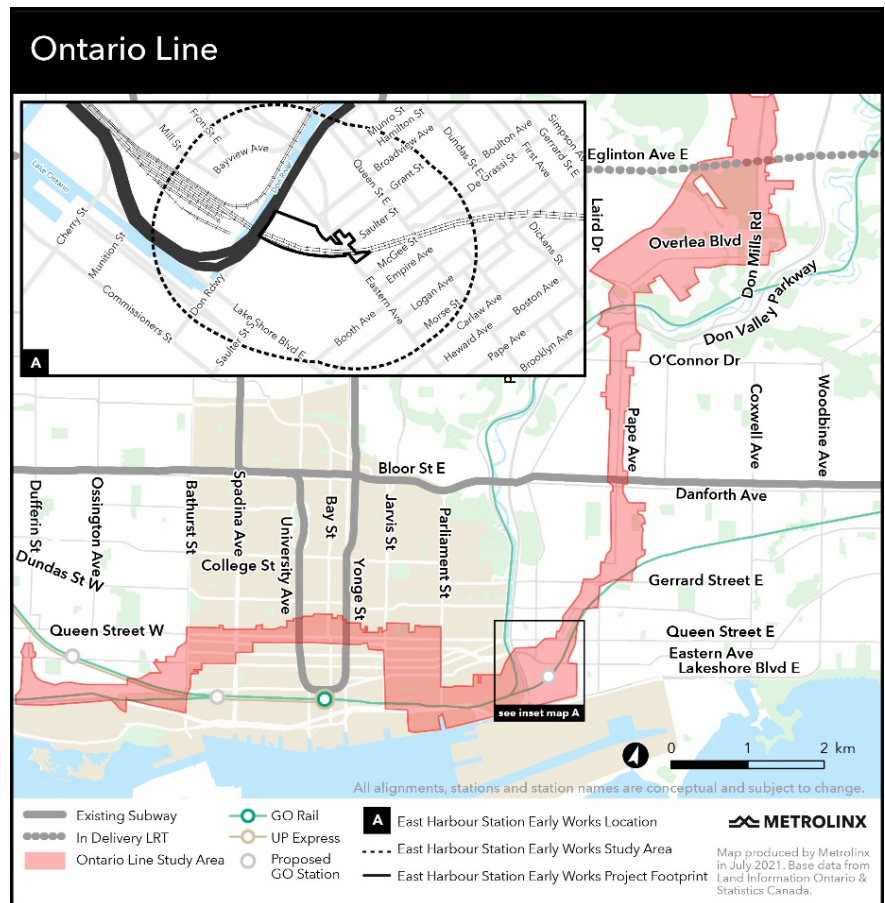 Ontario Line
Fron St E
Mill St
Bayview Ave
Don River
Lake Ontario
Cherry St
Munition St
Commissioners St
Don Rdwy
Lake Shore Blvd E
Saulter St S
Munro St
Hamilton St
Broadview Ave
Queen St E
Grant St
Saulter St
McGee St
Empire Ave
Eastern Ave
Booth Ave
Logan Ave
Morse St
Carlaw Ave
Heward Ave
Pape Ave
Boston Ave
Brooklyn Ave
Dickens St
Dundas St E
De Grassi St
Boulton Ave
First Ave
Simpson Ave
Gerrard St E
A
Eglinton Ave E
Laird Dr
Overlea Blvd
Don Mills Rd
Don Valley Parkway
O'Connor Dr
Pape Ave
Coxwell Ave
Woodbine Ave
Bloor St E
Danforth Ave
Dufferin St
Ossington Ave
Bathurst St
Spadina Ave
University Ave
Bay St
Yonge St
Jarvis St
Parliament St
College St
Dundas St W
Queen Street W
Gerrard Street E
Queen Street E
Eastern Ave
Lakeshore Blvd E
see inset map A
0 1 2 km
All alignments, stations and station names are conceptual and subject to change.
Existing Subway
In Delivery LRT
Ontario Line Study Area
GO Rail
UP Express
Proposed
GO Station
A East Harbour Station Early Works Location
East Harbour Station Early Works Study Area
East Harbour Station Early Works Project Footprint
METROLINX
Map produced by Metrolinx
in July 2021. Base data from
Land Information Ontario &
Statistics Canada.